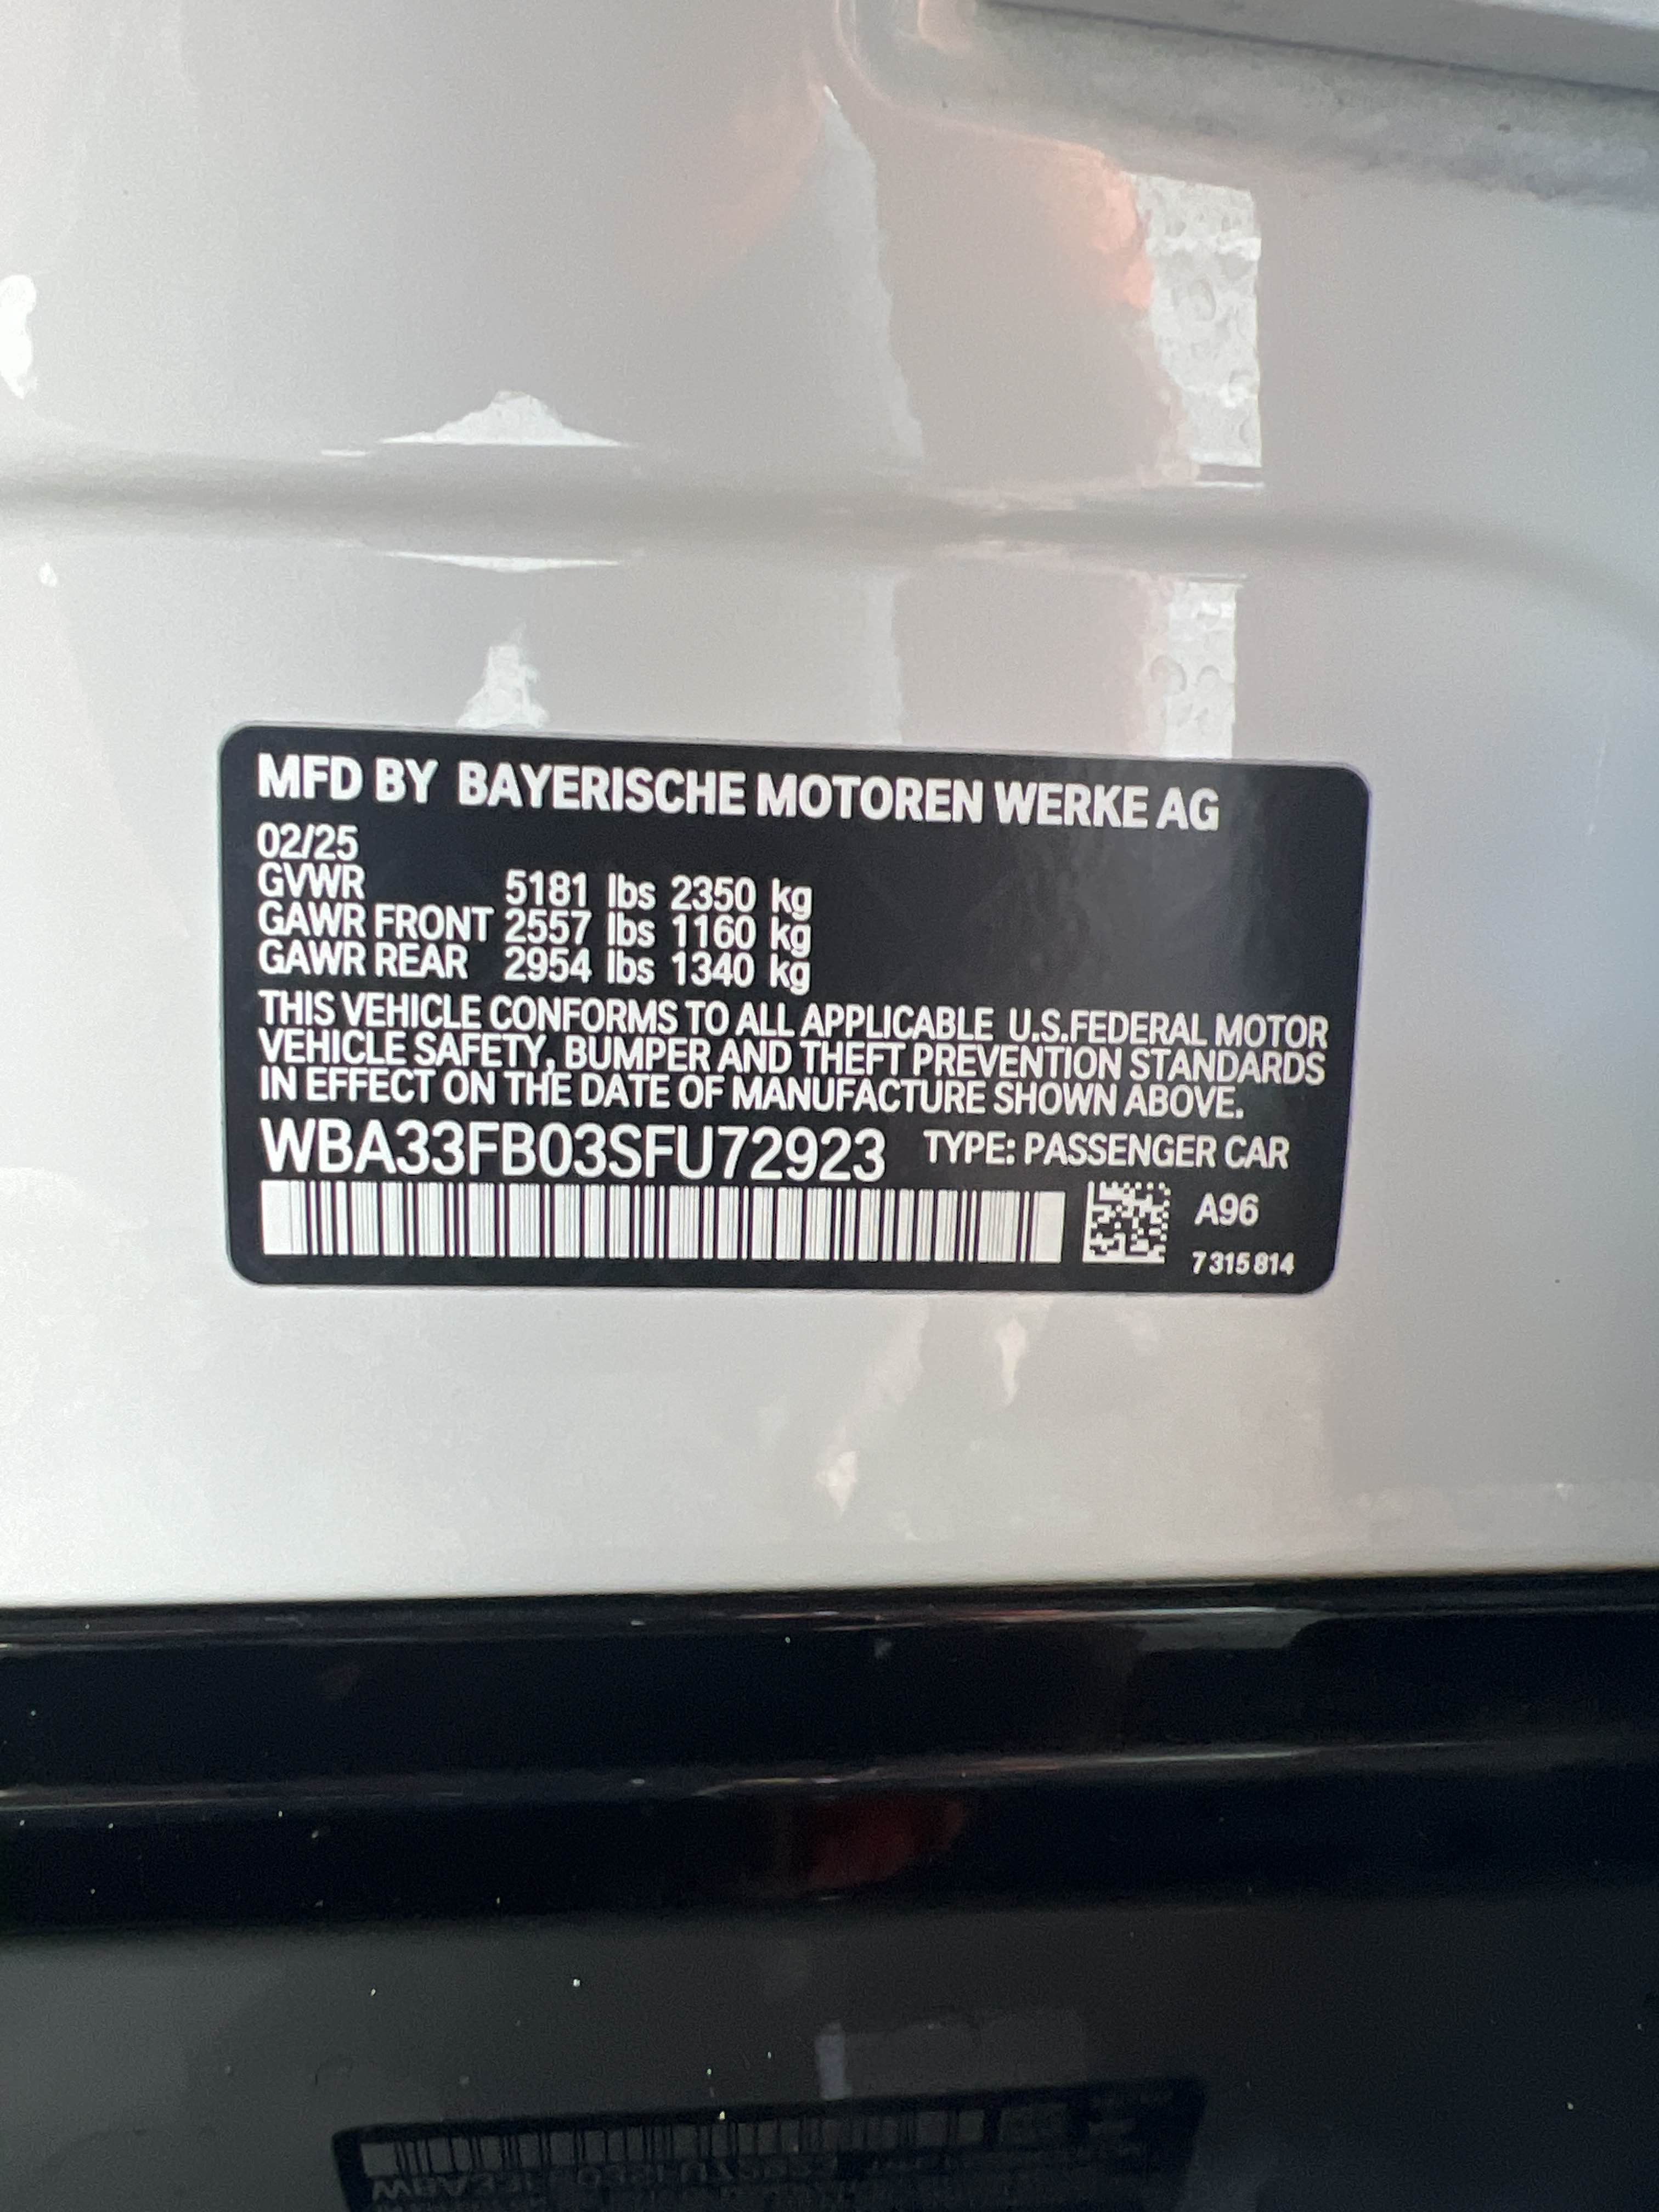 MFD BY BAYERISCHE MOTOREN WERKE AG
02/25
GVWR 5181 lbs 2350 kg
GAWR FRONT 2557 lbs 1160 kg
GAWR REAR 2954 lbs 1340 kg
THIS VEHICLE CONFORMS TO ALL APPLICABLE U.S.FEDERAL MOTOR
VEHICLE SAFETY, BUMPER AND THEFT PREVENTION STANDARDS
IN EFFECT ON THE DATE OF MANUFACTURE SHOWN ABOVE.
WBA33FB03SFU72923 TYPE: PASSENGER CAR
A96
7 315 814